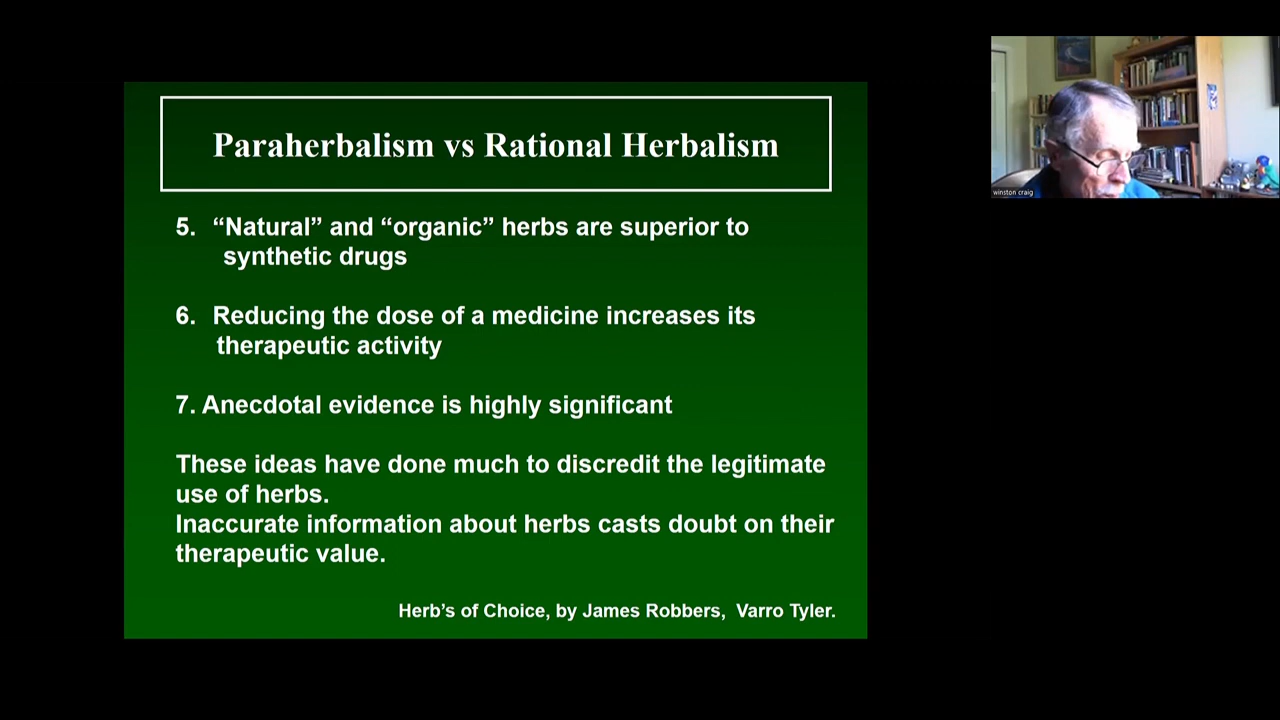 Paraherbalism vs Rational Herbalism
5. “Natural” and “organic” herbs are superior to
synthetic drugs
6. Reducing the dose of a medicine increases its
therapeutic activity
7. Anecdotal evidence is highly significant
These ideas have done much to discredit the legitimate
use of herbs.
Inaccurate information about herbs casts doubt on their
therapeutic value.
Herb’s of Choice, by James Robbers, Varro Tyler.
winston craig